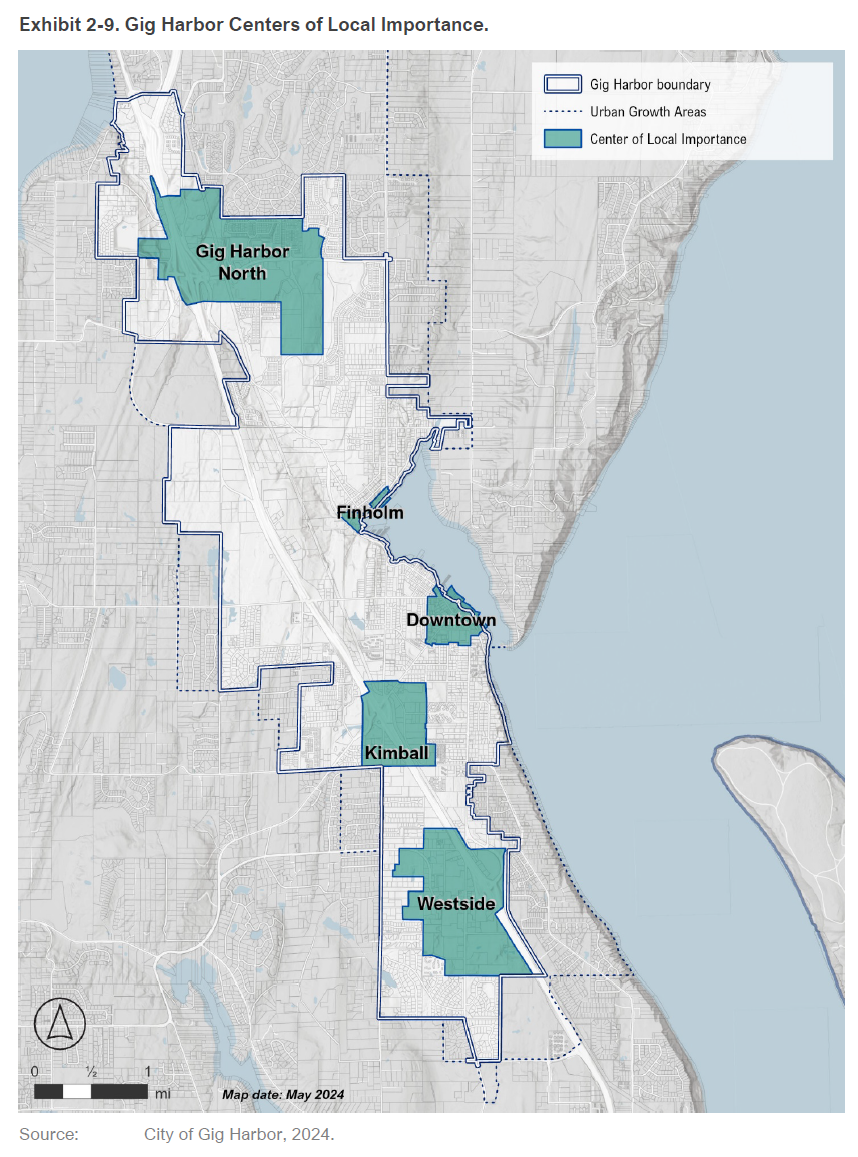 Exhibit 2-9. Gig Harbor Centers of Local Importance.
Gig Harbor boundary
Urban Growth Areas
Center of Local Importance
Gig Harbor
North
Finholm
Downtown
Kimball
Westside
0 ½ 1
mi
Map date: May 2024
Source: City of Gig Harbor, 2024.